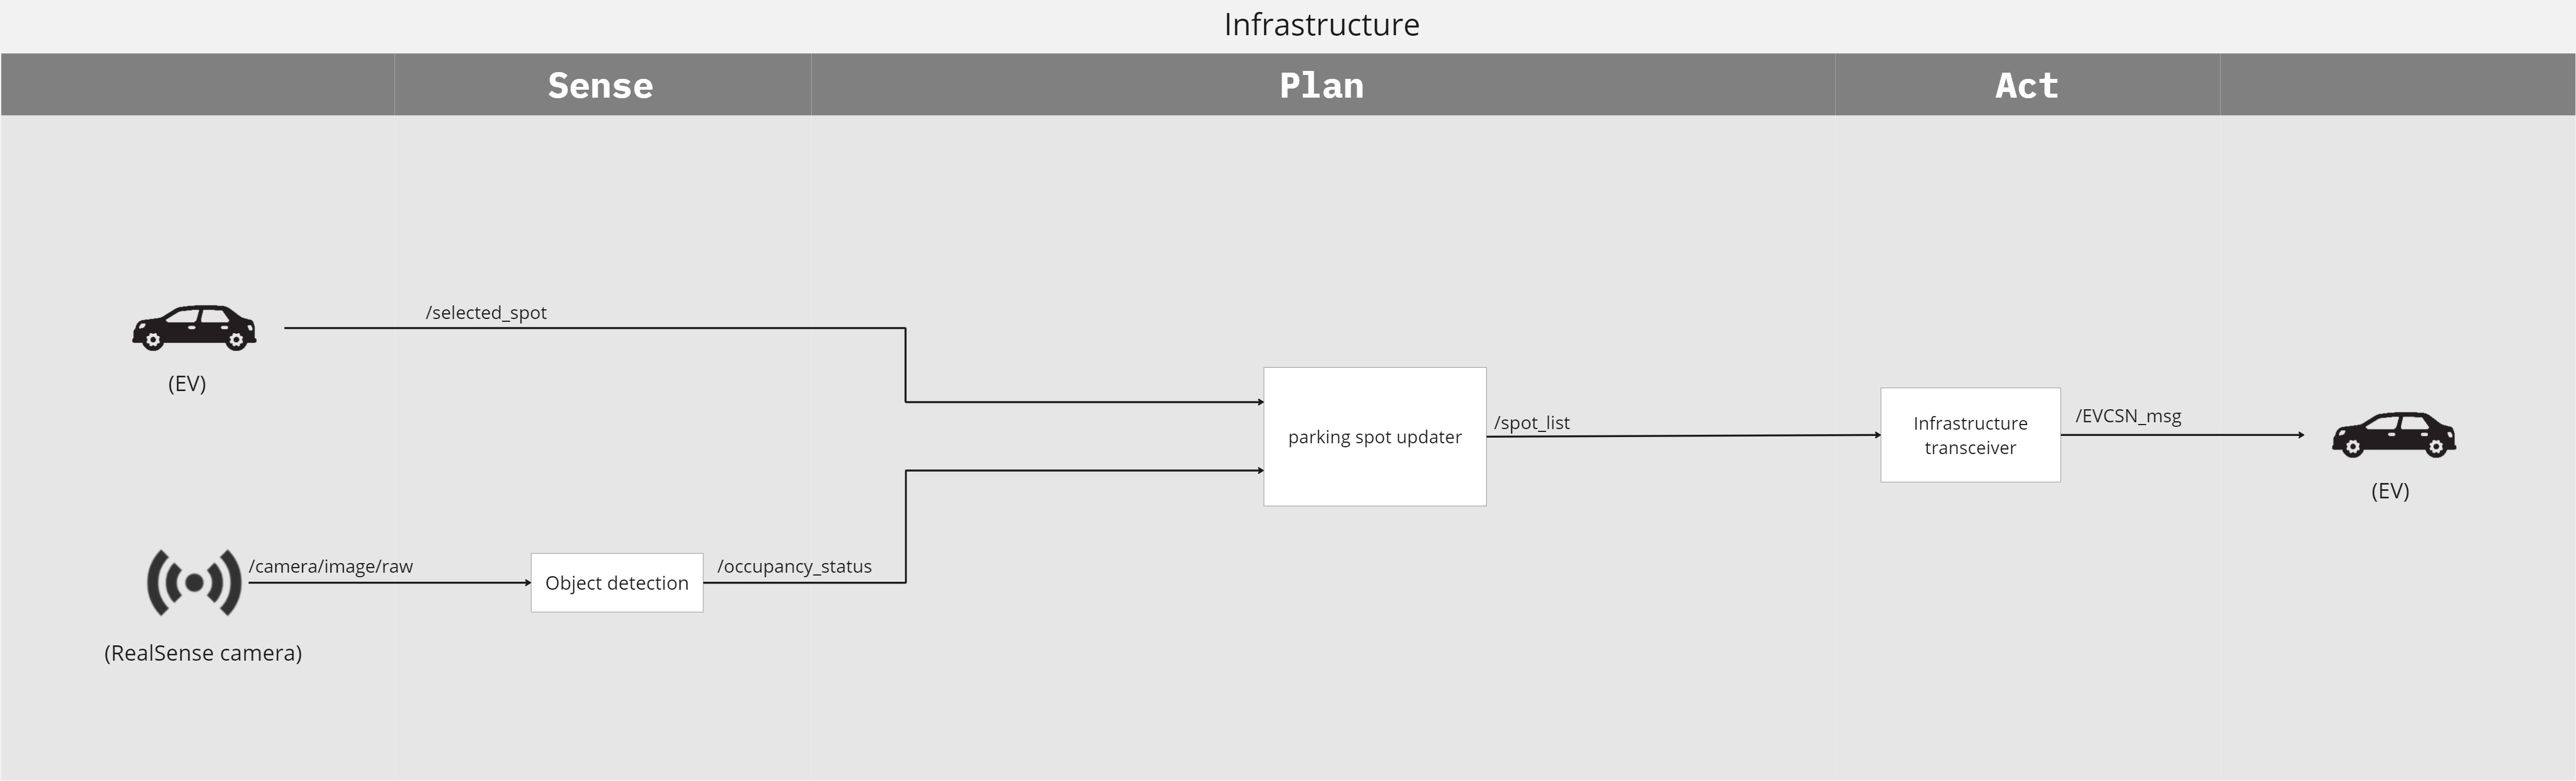 Infrastructure
Sense
Plan
Act
/selected_spot
(EV)
/camera/image/raw
(RealSense camera)
Object detection
/occupancy_status
parking spot updater
/spot_list
Infrastructure
transceiver
/EVCSN_msg
(EV)